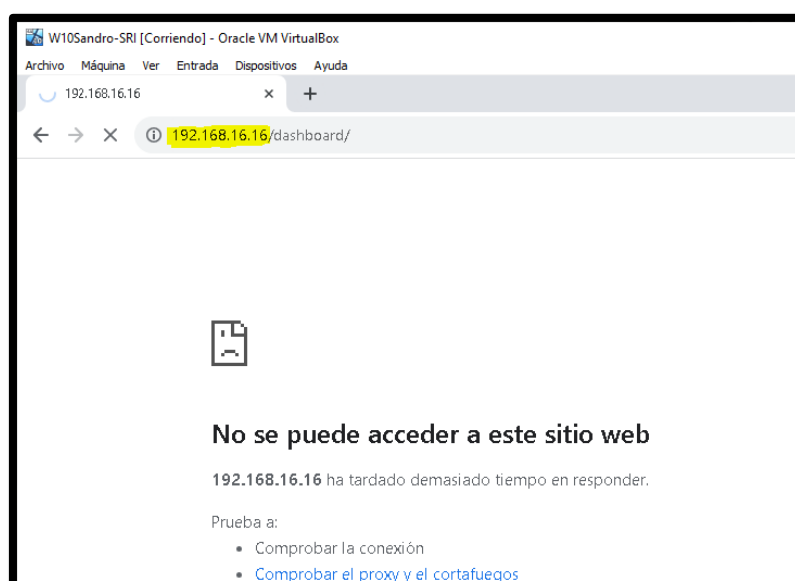 W10Sandro-SRI [Corriendo] - Oracle VM VirtualBox
Archivo Máquina Ver Entrada Dispositivos Ayuda
192.168.16.16
192.168.16.16/dashboard/
No se puede acceder a este sitio web
192.168.16.16 ha tardado demasiado tiempo en responder.
Prueba a:
Comprobar la conexión
Comprobar el proxy y el cortafuegos